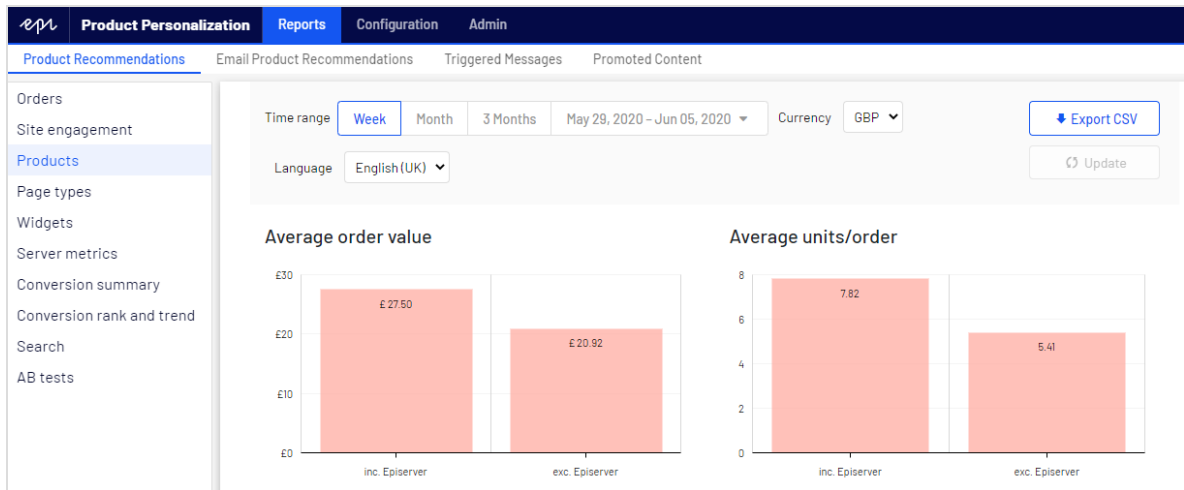 epi Product Personalization Reports Configuration Admin
Product Recommendations Email Product Recommendations Triggered Messages Promoted Content
Orders
Site engagement
Products
Page types
Widgets
Server metrics
Conversion summary
Conversion rank and trend
Search
AB tests
Time range Week Month 3 Months May 29, 2020 - Jun 05, 2020 Currency GBP Export CSV
Language English (UK) Update
Average order value
£30
£20
£10
£0
£ 27.50
£ 20.92
inc. Episerver exc. Episerver
Average units/order
8
6
4
2
0
7.82
5.41
inc. Episerver exc. Episerver